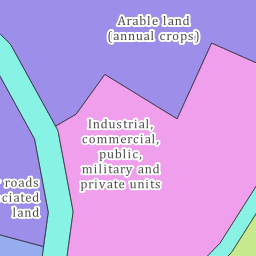 Arable land
(annual crops)
Industrial,
commercial,
public,
military and
private units
roads
ciated
land